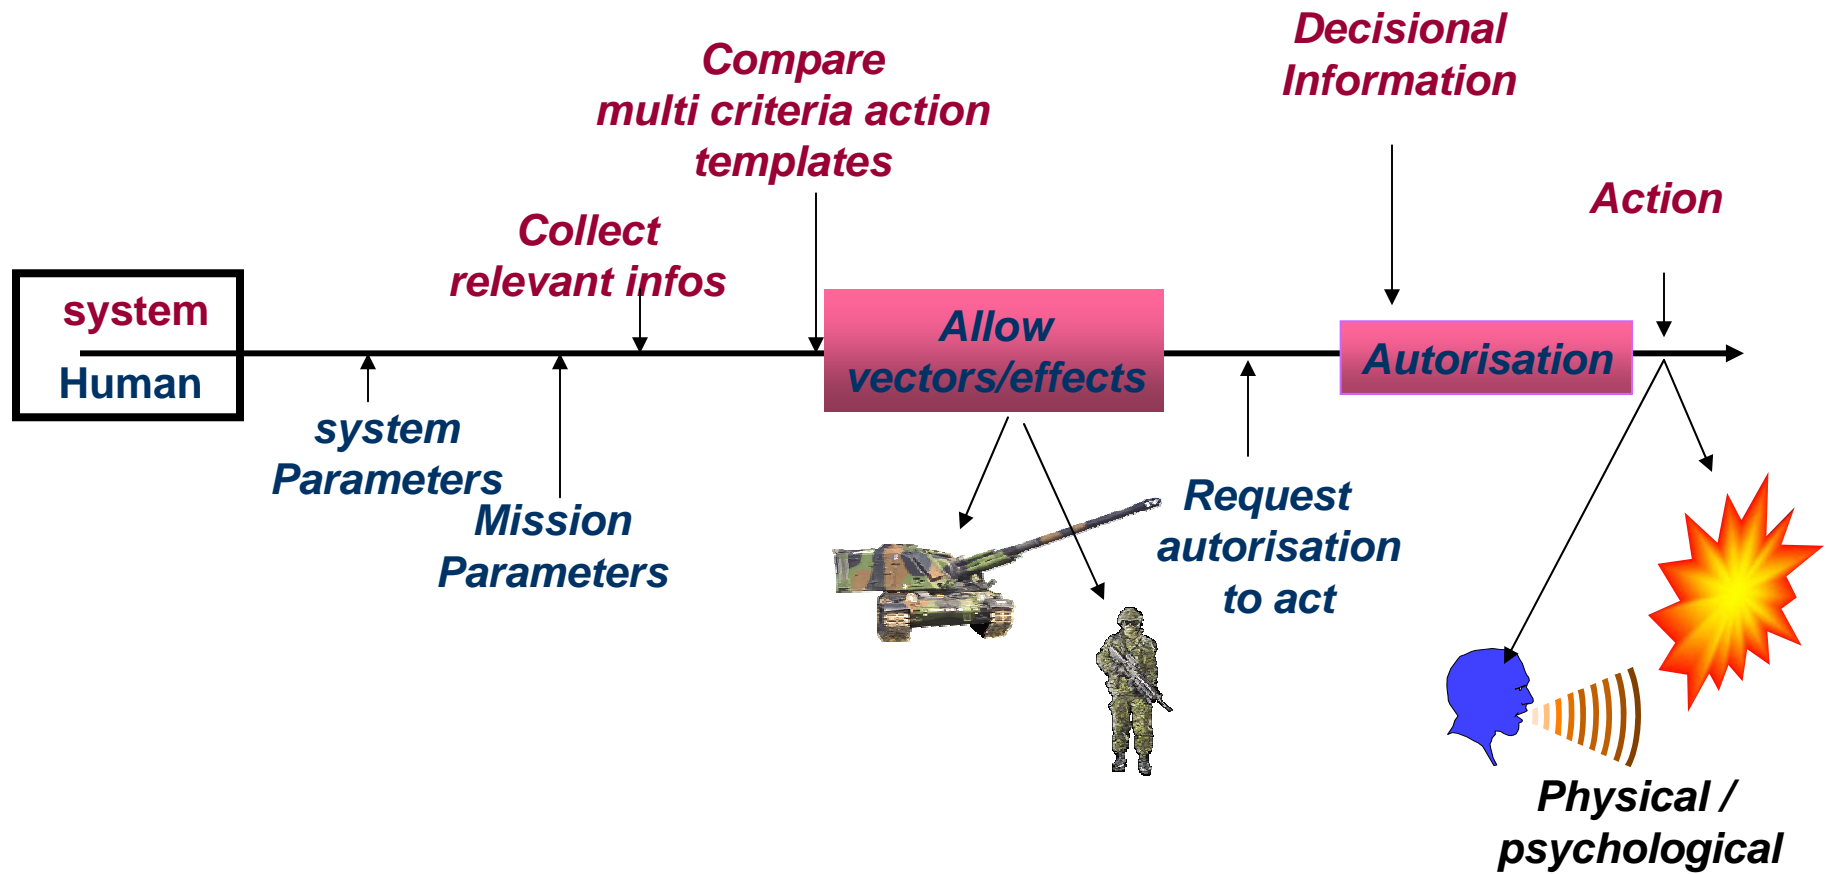 Decisional
Information
Compare
multi criteria action
templates
Action
Collect
relevant infos
system
Human
Allow
vectors/effects
Autorisation
system
Parameters
Mission
Parameters
Request
autorisation
to act
Physical /
psychological